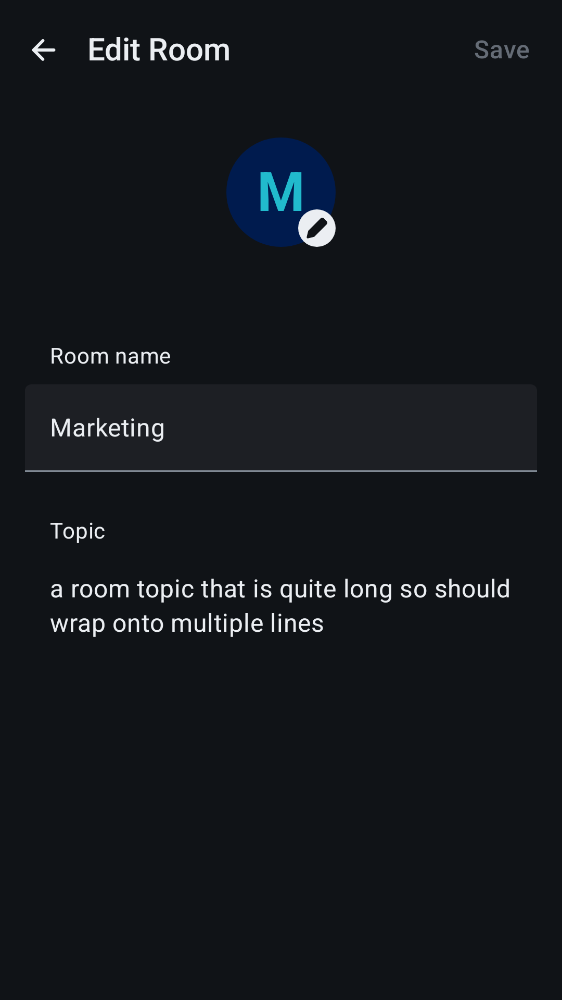 Edit Room
Save
M
Room name
Marketing
Topic
a room topic that is quite long so should
wrap onto multiple lines